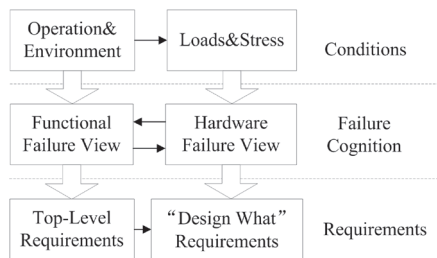 Operation&
Environment
Loads&Stress
Conditions
Functional
Failure View
Hardware
Failure View
Failure
Cognition
Top-Level
Requirements
“Design What”
Requirements
Requirements